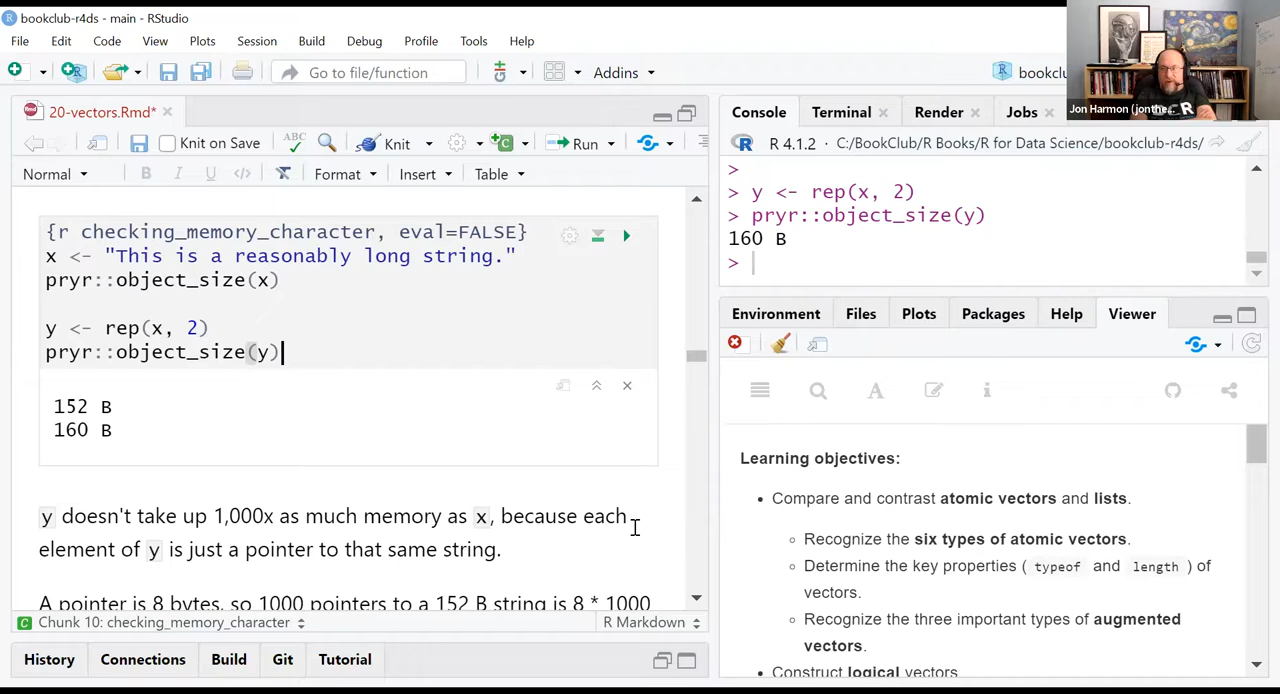 bookclub-r4ds - main - RStudio
File Edit Code View Plots Session Build Debug Profile Tools Help
Go to file/function
Addins
bookclu
Jon Harmon (jonthe...
20-vectors.Rmd*
Knit on Save
ABC
Knit
Run
Normal
B I U </>
Format
Insert
Table
{r checking_memory_character, eval=FALSE}
x <- "This is a reasonably long string."
pryr::object_size(x)
y <- rep(x, 2)
pryr::object_size(y)
152 B
160 B
y doesn't take up 1,000x as much memory as x, because each
element of y is just a pointer to that same string.
A pointer is 8 bytes, so 1000 pointers to a 152 B string is 8 * 1000
Chunk 10: checking_memory_character
R Markdown
History Connections Build Git Tutorial
Console Terminal Render Jobs
R 4.1.2 · C:/BookClub/R Books/R for Data Science/bookclub-r4ds/
>
> y <- rep(x, 2)
> pryr::object_size(y)
160 B
>
Environment Files Plots Packages Help Viewer
Learning objectives:
• Compare and contrast atomic vectors and lists.
○ Recognize the six types of atomic vectors.
○ Determine the key properties ( typeof and length ) of
vectors.
○ Recognize the three important types of augmented
vectors.
• Construct logical vectors